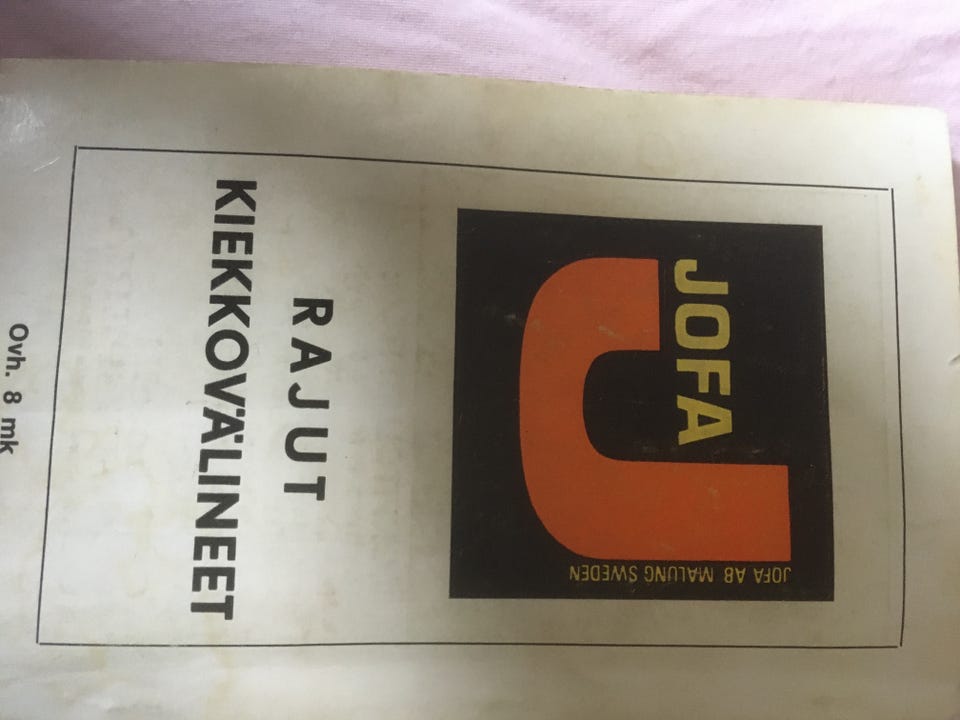 JOFA
JOFA AB MALUNG SWEDEN
RAJUT
KIEKKOVÄLINEET
Ovh. 8 mk